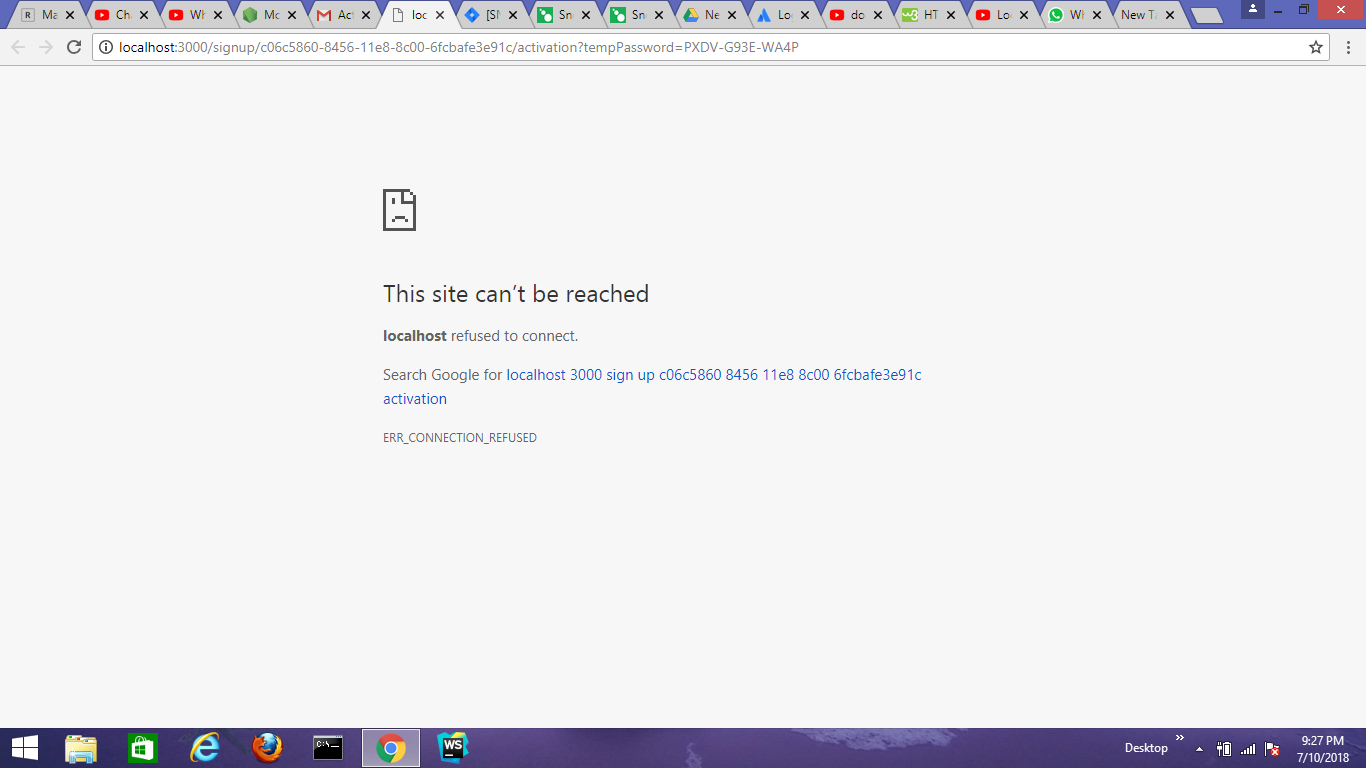 R Ma Ch Wh Mc Act loc [SN Sn Sn Ne Lo do w3 HT Lo Wh New T
localhost:3000/signup/c06c5860-8456-11e8-8c00-6fcbafe3e91c/activation?tempPassword=PXDV-G93E-WA4P
This site can’t be reached
localhost refused to connect.
Search Google for localhost 3000 sign up c06c5860 8456 11e8 8c00 6fcbafe3e91c
activation
ERR_CONNECTION_REFUSED
C:\>_ WS Desktop 9:27 PM
7/10/2018